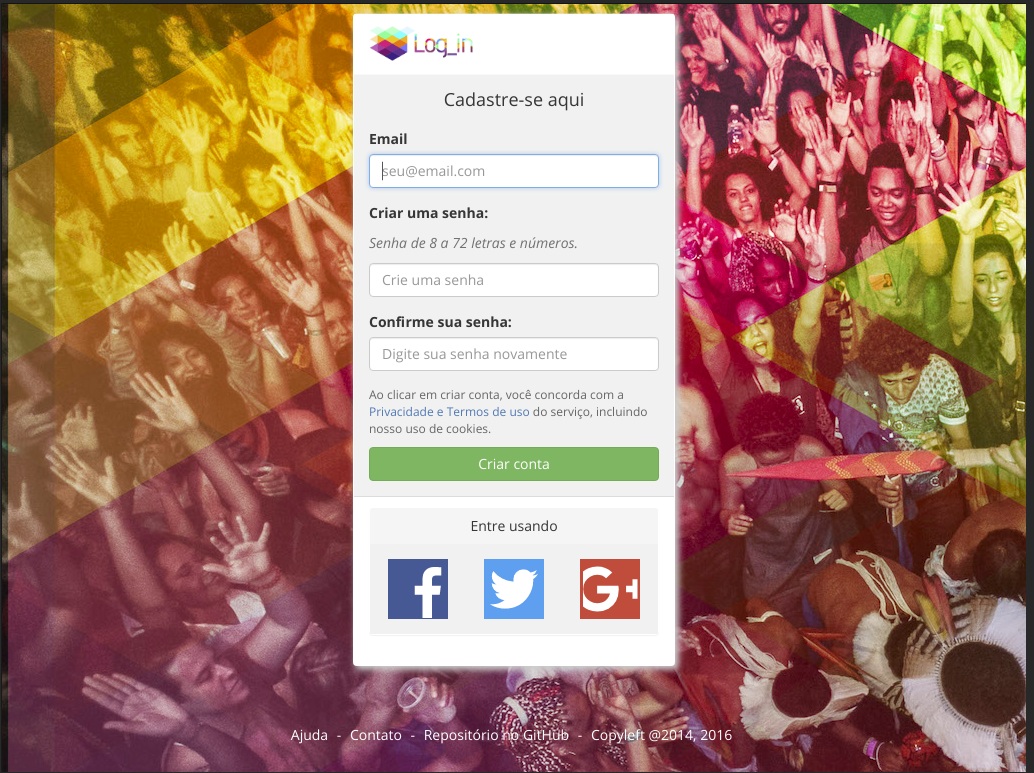 Log_in
Cadastre-se aqui
Email
seu@email.com
Criar uma senha:
Senha de 8 a 72 letras e números.
Crie uma senha
Confirme sua senha:
Digite sua senha novamente
Ao clicar em criar conta, você concorda com a
Privacidade e Termos de uso do serviço, incluindo
nosso uso de cookies.
Criar conta
Entre usando
f
G+
Ajuda - Contato - Repositório no GitHub - Copyleft @2014, 2016